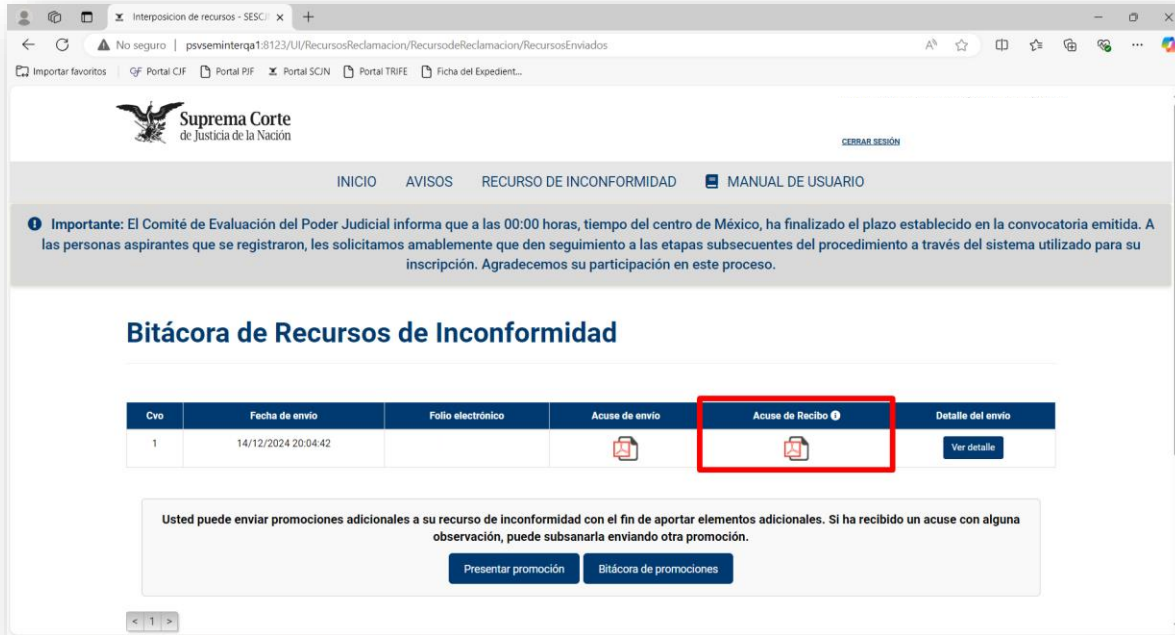 Interposicion de recursos - SESCJ
No seguro | psvseminterqa1:8123/UI/RecursosReclamacion/RecursodeReclamacion/RecursosEnviados
Importar favoritos Portal CJF Portal PJF Portal SCJN Portal TRIFE Ficha del Expedient...
Suprema Corte
de Justicia de la Nación
CERRAR SESIÓN
INICIO AVISOS RECURSO DE INCONFORMIDAD MANUAL DE USUARIO
Importante: El Comité de Evaluación del Poder Judicial informa que a las 00:00 horas, tiempo del centro de México, ha finalizado el plazo establecido en la convocatoria emitida. A
las personas aspirantes que se registraron, les solicitamos amablemente que den seguimiento a las etapas subsecuentes del procedimiento a través del sistema utilizado para su
inscripción. Agradecemos su participación en este proceso.
Bitácora de Recursos de Inconformidad
Cvo Fecha de envío Folio electrónico Acuse de envío Acuse de Recibo Detalle del envío
1 14/12/2024 20:04:42 Ver detalle
Usted puede enviar promociones adicionales a su recurso de inconformidad con el fin de aportar elementos adicionales. Si ha recibido un acuse con alguna
observación, puede subsanarla enviando otra promoción.
Presentar promoción Bitácora de promociones
< 1 >